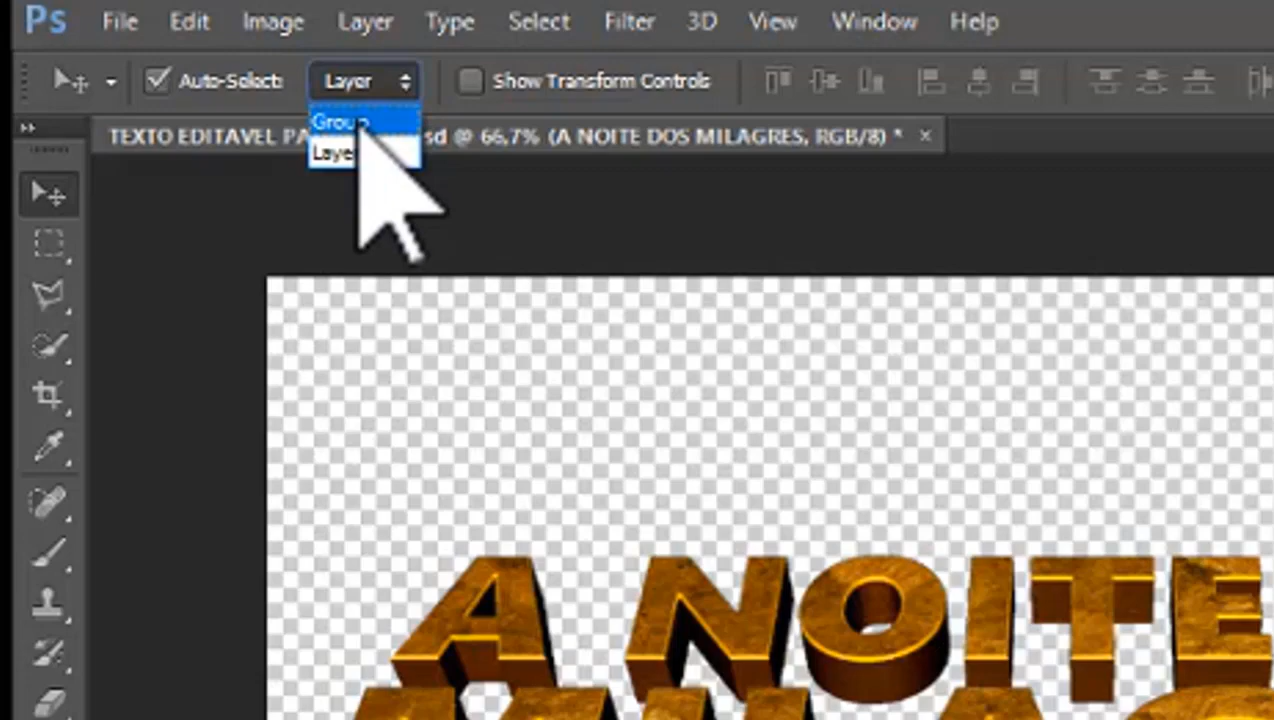 Ps File Edit Image Layer Type Select Filter 3D View Window Help
Auto-Select: Layer Show Transform Controls
Group
TEXTO EDITAVEL PA sd @ 66,7% (A NOITE DOS MILAGRES, RGB/8) * ×
Laye
A NOITE